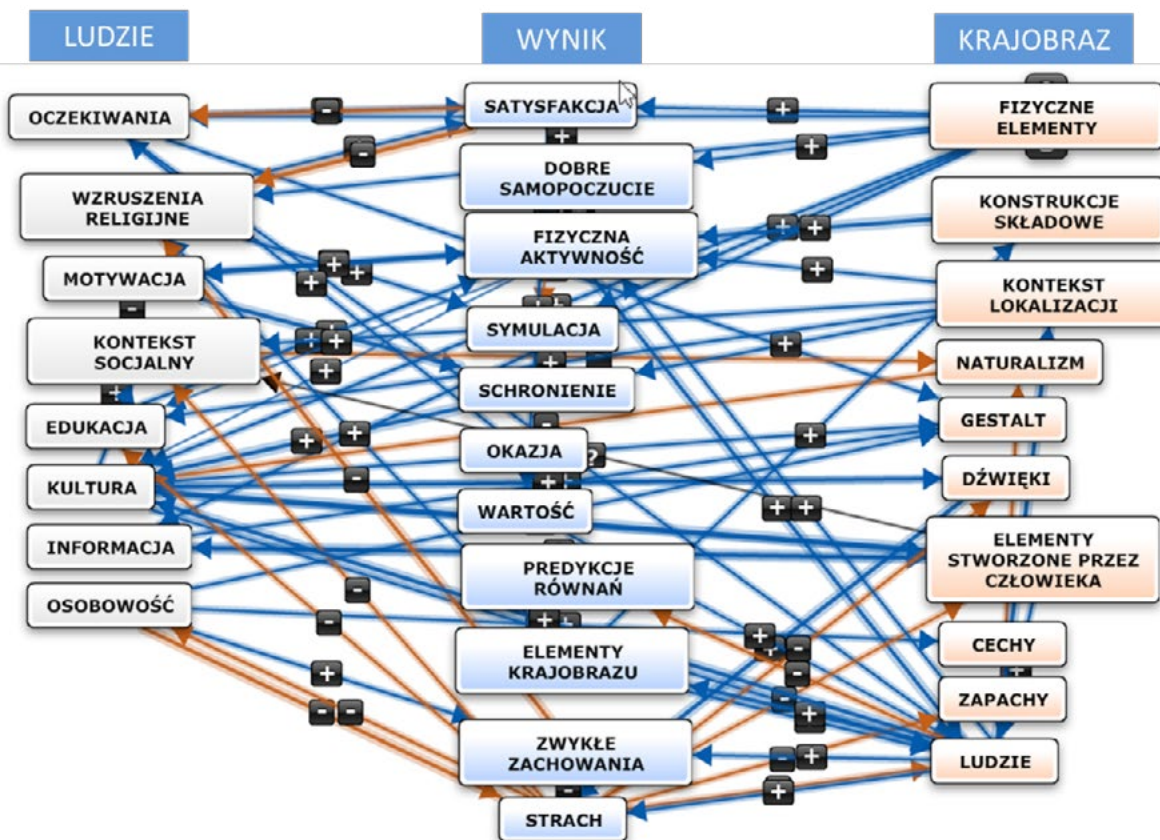 LUDZIE
WYNIK
KRAJOBRAZ
OCZEKIWANIA
WZRUSZENIA
RELIGIJNE
MOTYWACJA
KONTEKST
SOCJALNY
EDUKACJA
KULTURA
INFORMACJA
OSOBOWOŚĆ
SATYSFAKCJA
DOBRE
SAMOPOCZUCIE
FIZYCZNA
AKTYWNOŚĆ
SYMULACJA
SCHRONIENIE
OKAZJA
WARTOŚĆ
PREDYKCJE
RÓWNAŃ
ELEMENTY
KRAJOBRAZU
ZWYKŁE
ZACHOWANIA
STRACH
FIZYCZNE
ELEMENTY
KONSTRUKCJE
SKŁADOWE
KONTEKST
LOKALIZACJI
NATURALIZM
GESTALT
DŹWIĘKI
ELEMENTY
STWORZONE PRZEZ
CZŁOWIEKA
CECHY
ZAPACHY
LUDZIE